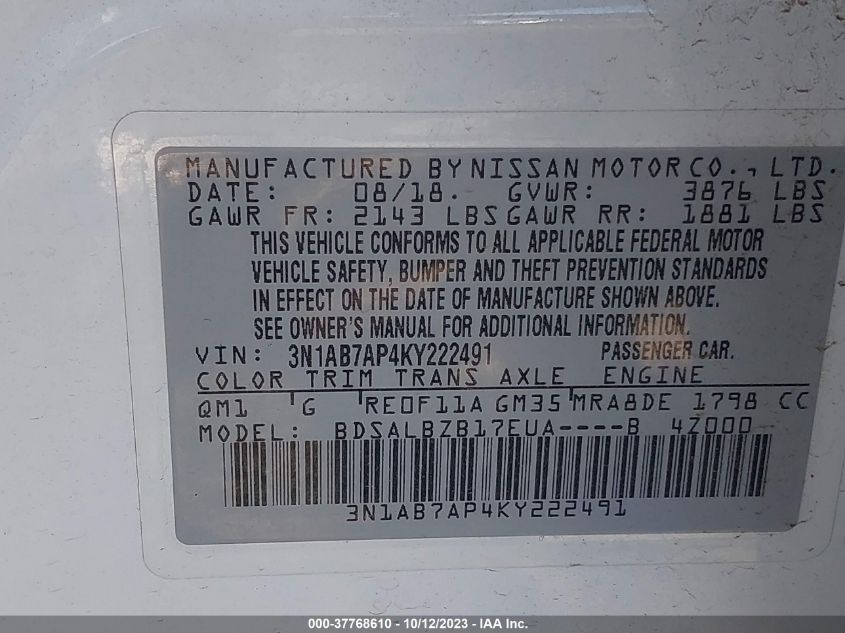 MANUFACTURED BY NISSAN MOTOR CO., LTD.
DATE: 08/18. GVWR: 3876 LBS
GAWR FR: 2143 LBS GAWR RR: 1881 LBS
THIS VEHICLE CONFORMS TO ALL APPLICABLE FEDERAL MOTOR
VEHICLE SAFETY, BUMPER AND THEFT PREVENTION STANDARDS
IN EFFECT ON THE DATE OF MANUFACTURE SHOWN ABOVE.
SEE OWNER'S MANUAL FOR ADDITIONAL INFORMATION.
VIN: 3N1AB7AP4KY222491 PASSENGER CAR.
COLOR TRIM TRANS AXLE ENGINE
QM1 G RE0F11A GM35 MRA8DE 1798 CC
MODEL: BDSALBZB17EUA----B 4Z000
3N1AB7AP4KY222491
000-37768610 - 10/12/2023 - IAA Inc.